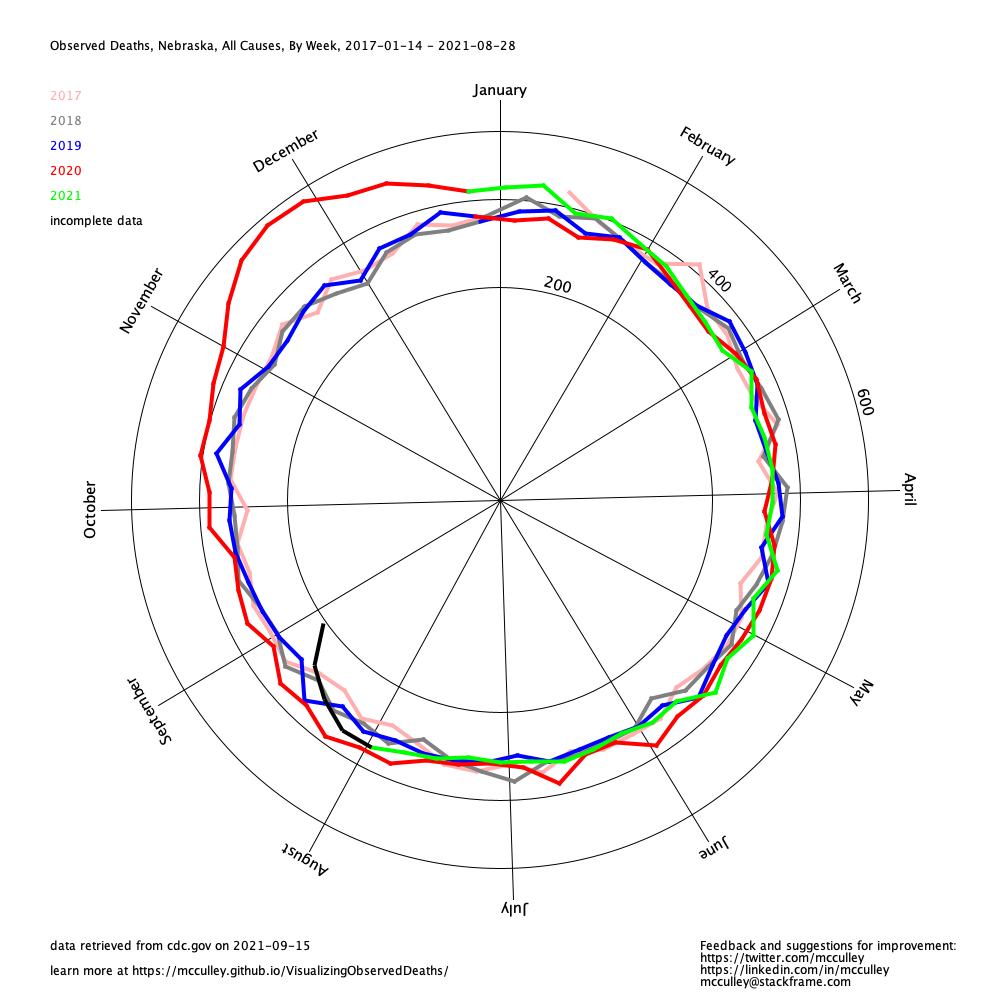 Observed Deaths, Nebraska, All Causes, By Week, 2017-01-14 - 2021-08-28
January
2017
2018
2019
2020
2021
incomplete data
December
February
November
March
200
400
600
October
April
September
May
August
June
July
data retrieved from cdc.gov on 2021-09-15
learn more at https://mcculley.github.io/VisualizingObservedDeaths/
Feedback and suggestions for improvement:
https://twitter.com/mcculley
https://linkedin.com/in/mcculley
mcculley@stackframe.com